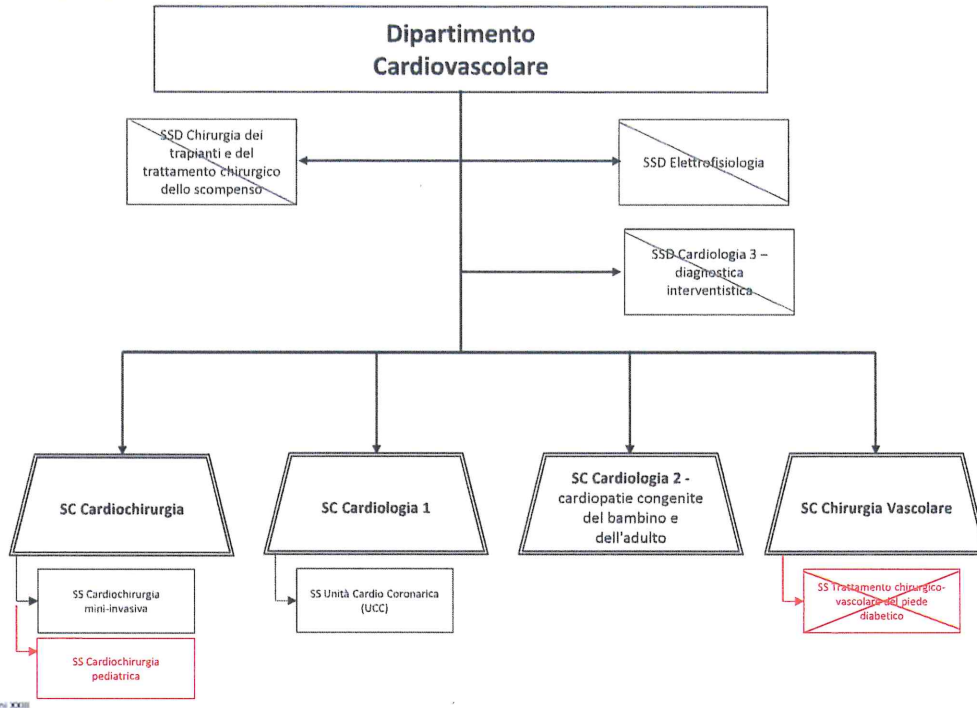 Dipartimento
Cardiovascolare
SSD Chirurgia dei
trapianti e del
trattamento chirurgico
dello scompenso
SSD Elettrofisiologia
SSD Cardiologia 3 –
diagnostica
interventistica
SC Cardiochirurgia
SC Cardiologia 1
SC Cardiologia 2 -
cardiopatie congenite
del bambino e
dell'adulto
SC Chirurgia Vascolare
SS Cardiochirurgia
mini-invasiva
SS Unità Cardio Coronarica
(UCC)
SS Trattamento chirurgico-
vascolare del piede
diabetico
SS Cardiochirurgia
pediatrica